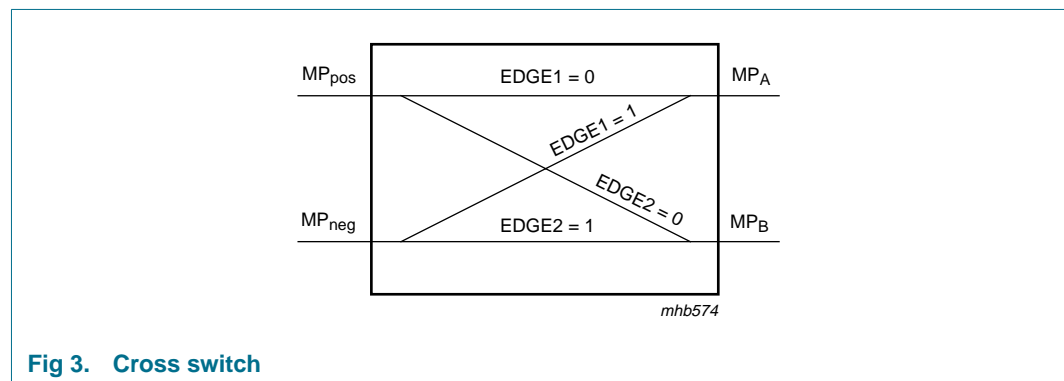 MPpos EDGE1 = 0 MPA
EDGE1 = 1
EDGE2 = 0
MPneg EDGE2 = 1 MPB
mhb574
Fig 3. Cross switch